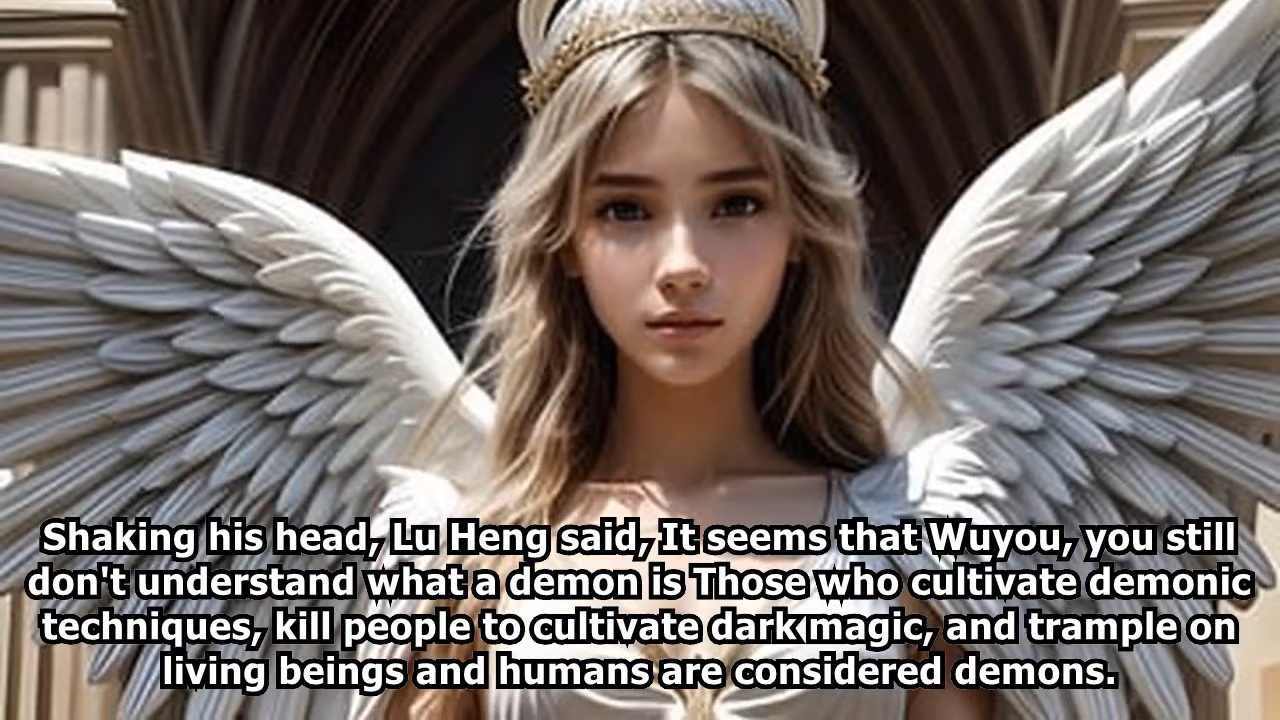 Shaking his head, Lu Heng said, It seems that Wuyou, you still
don't understand what a demon is Those who cultivate demonic
techniques, kill people to cultivate dark magic, and trample on
living beings and humans are considered demons.